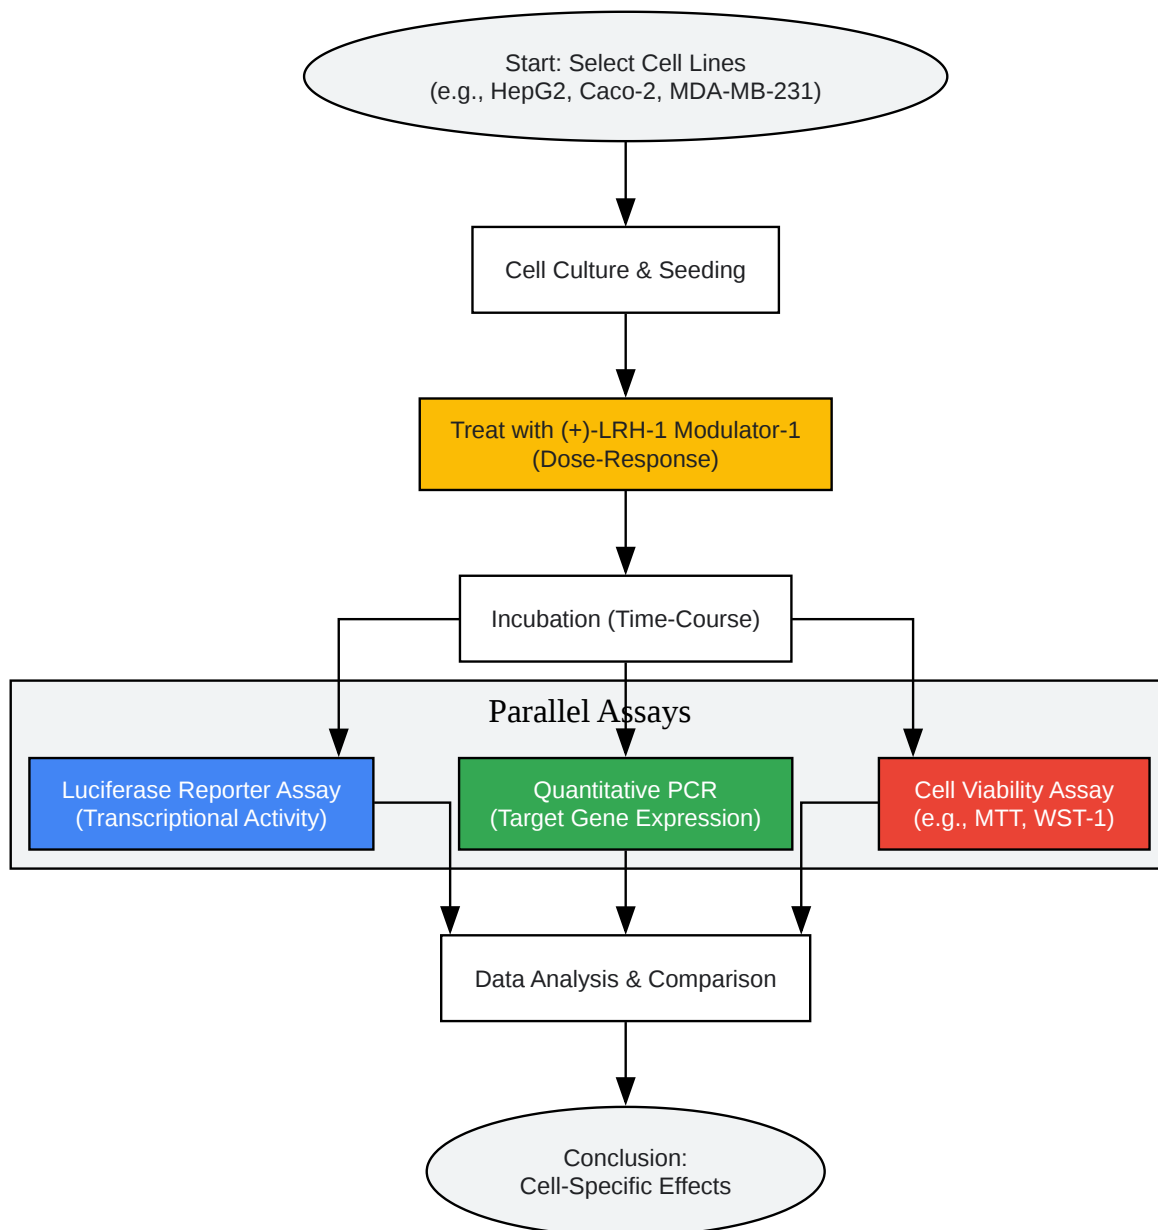 Start: Select Cell Lines
(e.g., HepG2, Caco-2, MDA-MB-231)
Cell Culture & Seeding
Treat with (+)-LRH-1 Modulator-1
(Dose-Response)
Incubation (Time-Course)
Parallel Assays
Luciferase Reporter Assay
(Transcriptional Activity)
Quantitative PCR
(Target Gene Expression)
Cell Viability Assay
(e.g., MTT, WST-1)
Data Analysis & Comparison
Conclusion:
Cell-Specific Effects